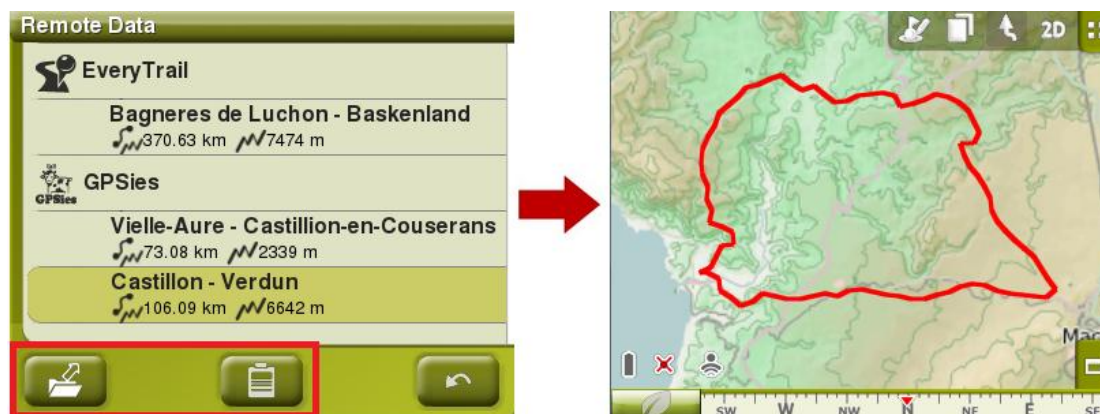 Remote Data
EveryTrail
Bagneres de Luchon - Baskenland
370.63 km 7474 m
GPSies
GPSies
Vielle-Aure - Castillion-en-Couserans
73.08 km 2339 m
Castillon - Verdun
106.09 km 6642 m
2D
Mac
SW W NW N NE E SE